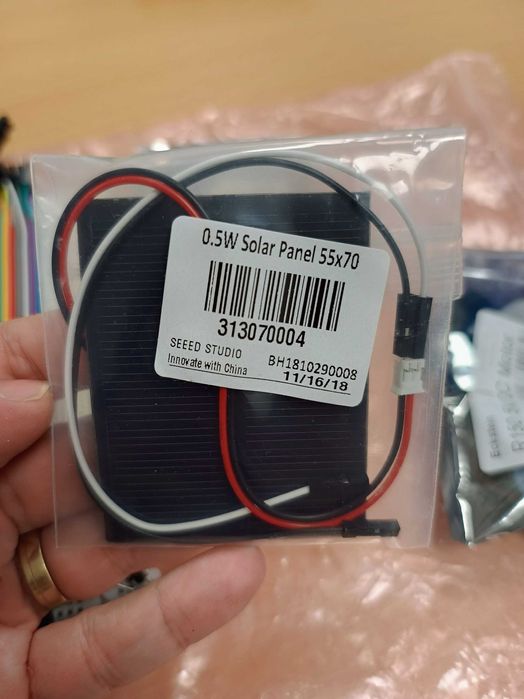 0.5W Solar Panel 55x70
313070004
SEEED STUDIO
Innovate with China
BH1810290008
11/16/18